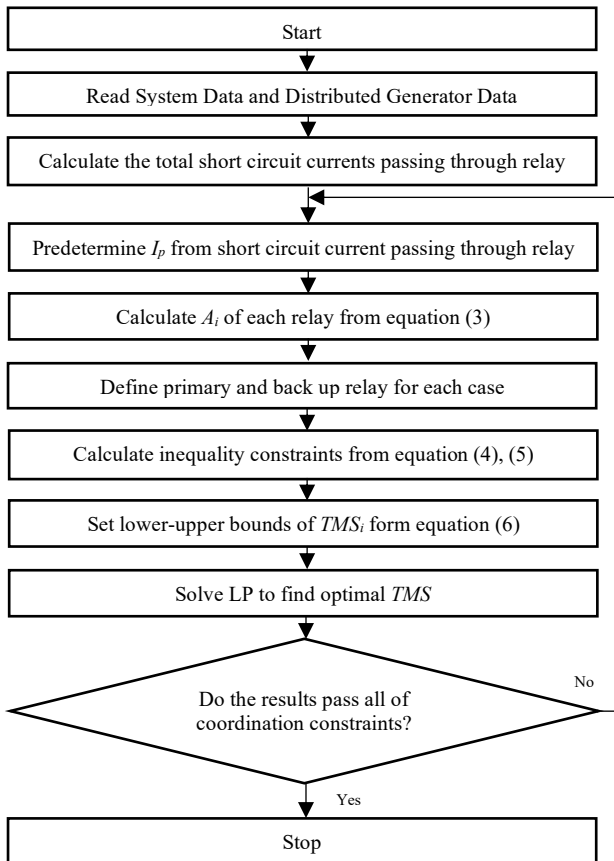 Start
Read System Data and Distributed Generator Data
Calculate the total short circuit currents passing through relay
Predetermine Iₚ from short circuit current passing through relay
Calculate Aᵢ of each relay from equation (3)
Define primary and back up relay for each case
Calculate inequality constraints from equation (4), (5)
Set lower-upper bounds of TMSᵢ form equation (6)
Solve LP to find optimal TMS
Do the results pass all of
coordination constraints?
No
Yes
Stop